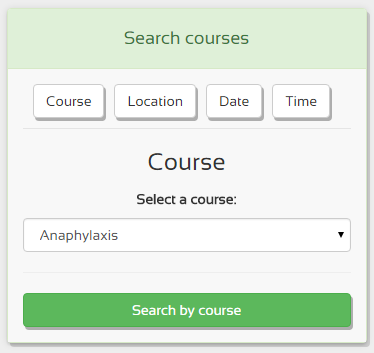 Search courses
Course Location Date Time
Course
Select a course:
Anaphylaxis
Search by course